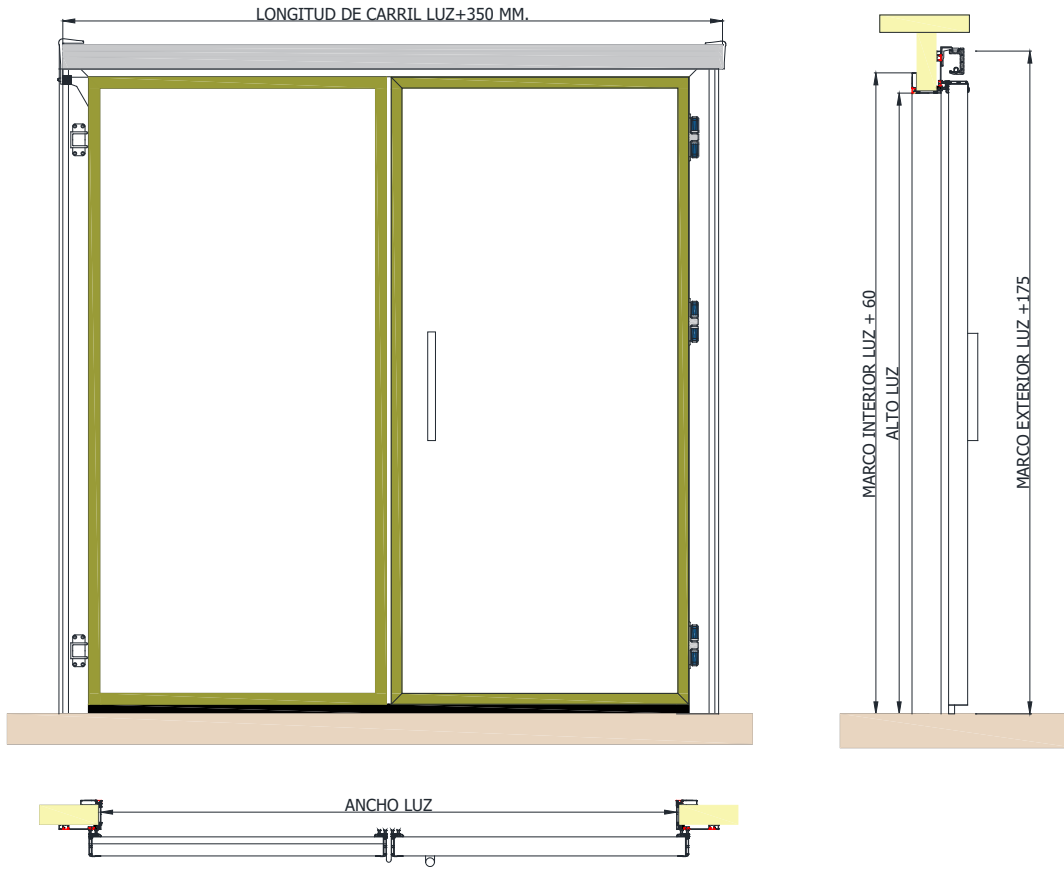 LONGITUD DE CARRIL LUZ+350 MM.
MARCO INTERIOR LUZ + 60
ALTO LUZ
MARCO EXTERIOR LUZ +175
ANCHO LUZ